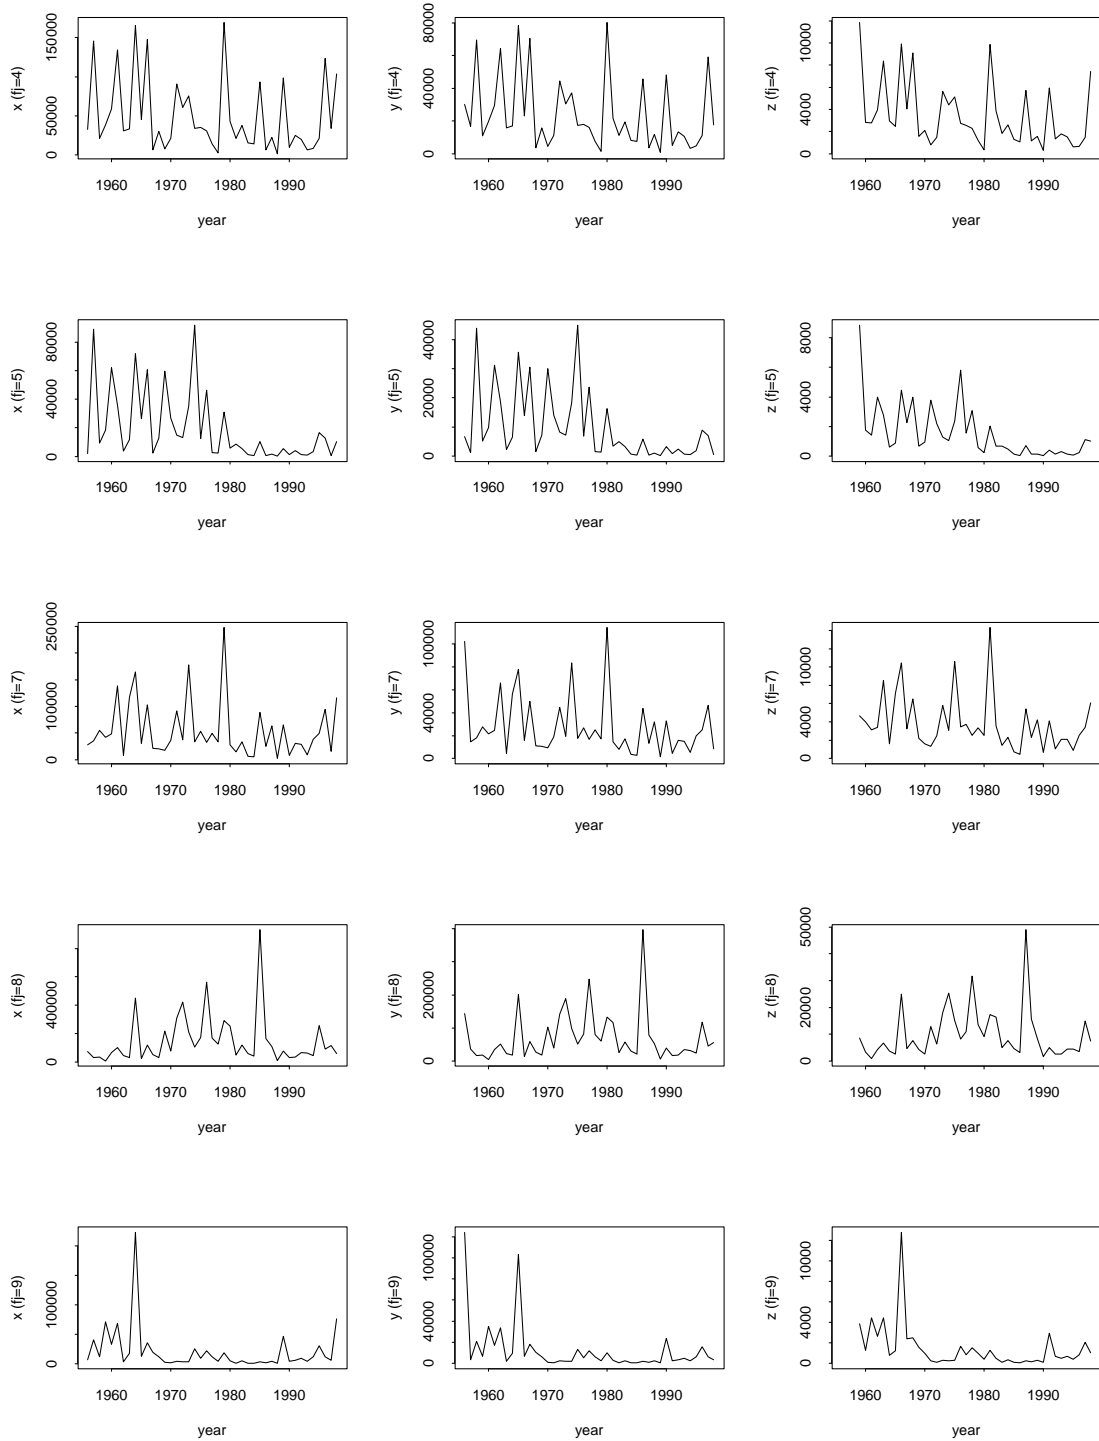 x (fj=4)
0 50000 150000
1960 1970 1980 1990
year
y (fj=4)
0 40000 80000
1960 1970 1980 1990
year
z (fj=4)
0 4000 10000
1960 1970 1980 1990
year
x (fj=5)
0 40000 80000
1960 1970 1980 1990
year
y (fj=5)
0 20000 40000
1960 1970 1980 1990
year
z (fj=5)
0 4000 8000
1960 1970 1980 1990
year
x (fj=7)
0 100000 250000
1960 1970 1980 1990
year
y (fj=7)
0 40000 100000
1960 1970 1980 1990
year
z (fj=7)
0 4000 10000
1960 1970 1980 1990
year
x (fj=8)
0 400000
1960 1970 1980 1990
year
y (fj=8)
0 200000
1960 1970 1980 1990
year
z (fj=8)
0 20000 50000
1960 1970 1980 1990
year
x (fj=9)
0 100000
1960 1970 1980 1990
year
y (fj=9)
0 40000 100000
1960 1970 1980 1990
year
z (fj=9)
0 4000 10000
1960 1970 1980 1990
year